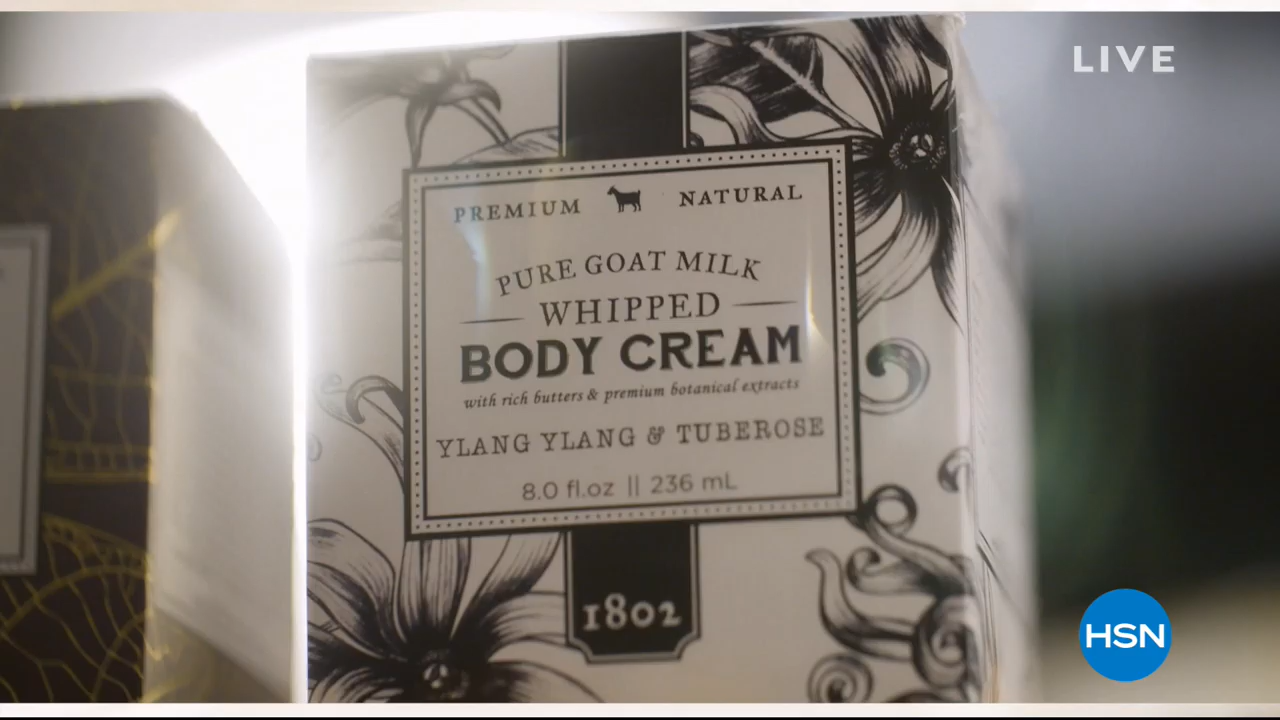 LIVE
PREMIUM NATURAL
PURE GOAT MILK
WHIPPED
BODY CREAM
with rich butters & premium botanical extracts
YLANG YLANG & TUBEROSE
8.0 fl.oz || 236 mL
1802
HSN